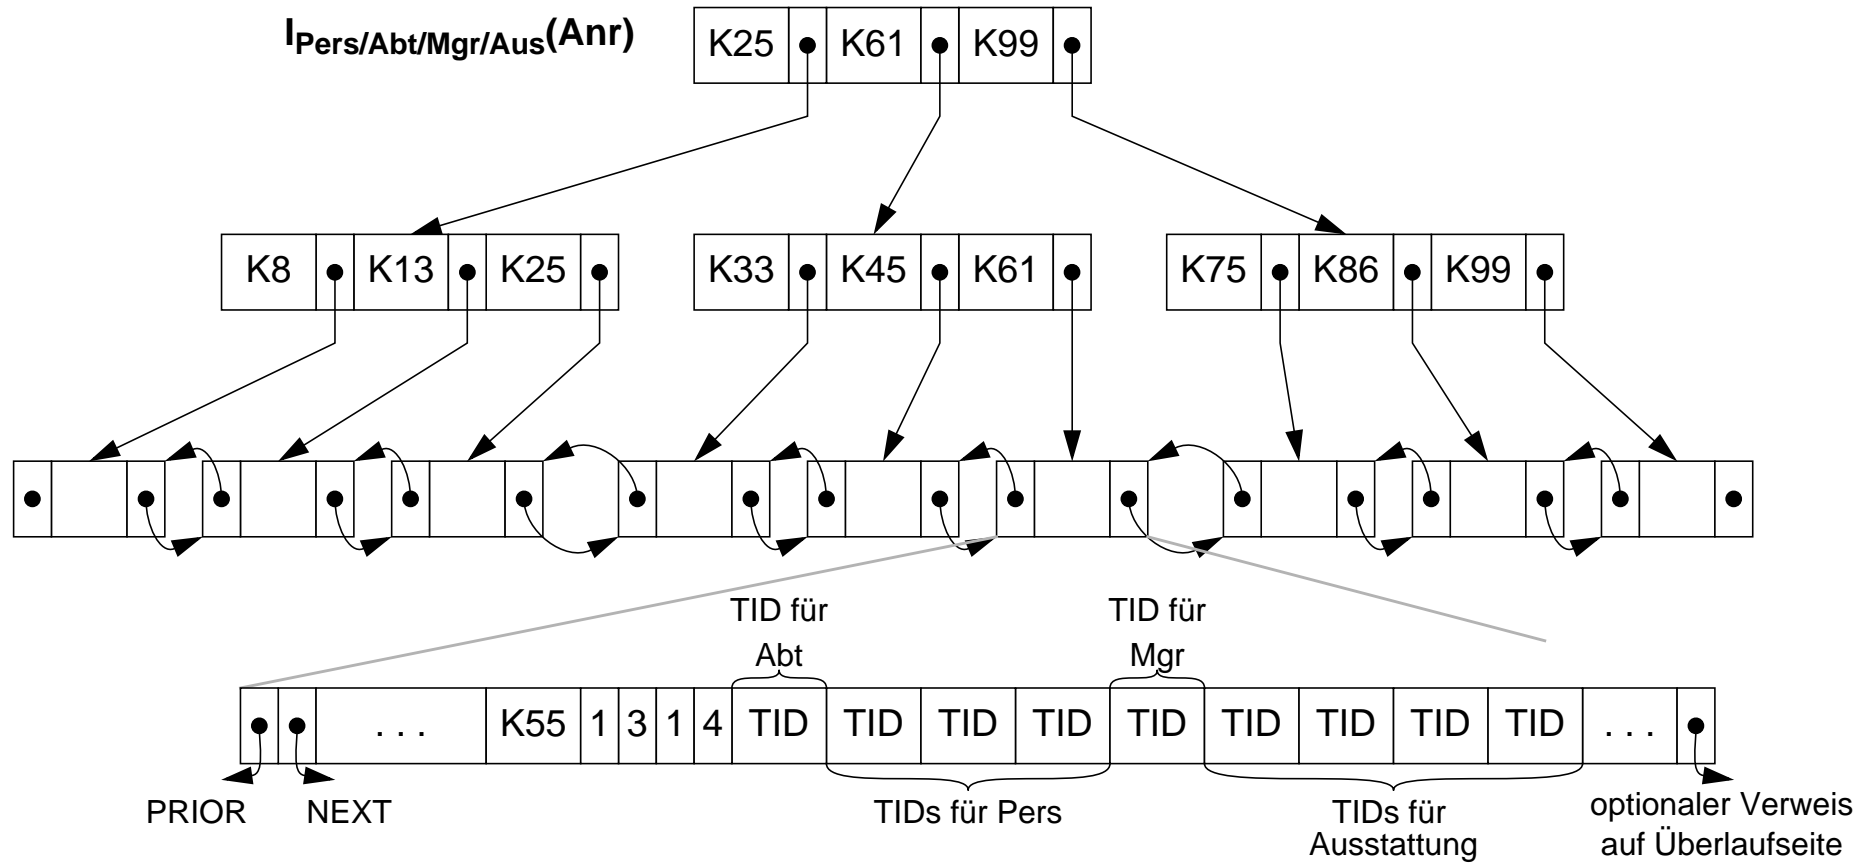 I Pers/Abt/Mgr/Aus (Anr)
K25 K61 K99
K8 K13 K25
K33 K45 K61
K75 K86 K99
TID für
Abt
TID für
Mgr
. . . K55 1 3 1 4 TID TID TID TID TID TID TID TID TID . . .
PRIOR
NEXT
TIDs für Pers
TIDs für
Ausstattung
optionaler Verweis
auf Überlaufseite